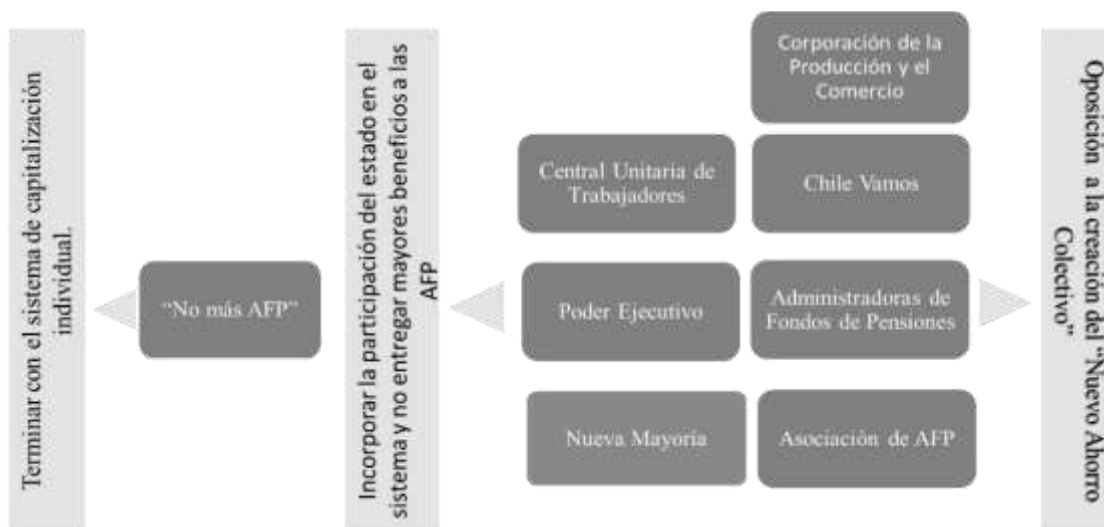 Terminar con el sistema de capitalización
individual.
“No más AFP”
Incorporar la participación del estado en el
sistema y no entregar mayores beneficios a las
AFP
Central Unitaria de
Trabajadores
Poder Ejecutivo
Nueva Mayoría
Corporación de la
Producción y el
Comercio
Chile Vamos
Administradoras de
Fondos de Pensiones
Asociación de AFP
Oposición a la creación del “Nuevo Ahorro
Colectivo”